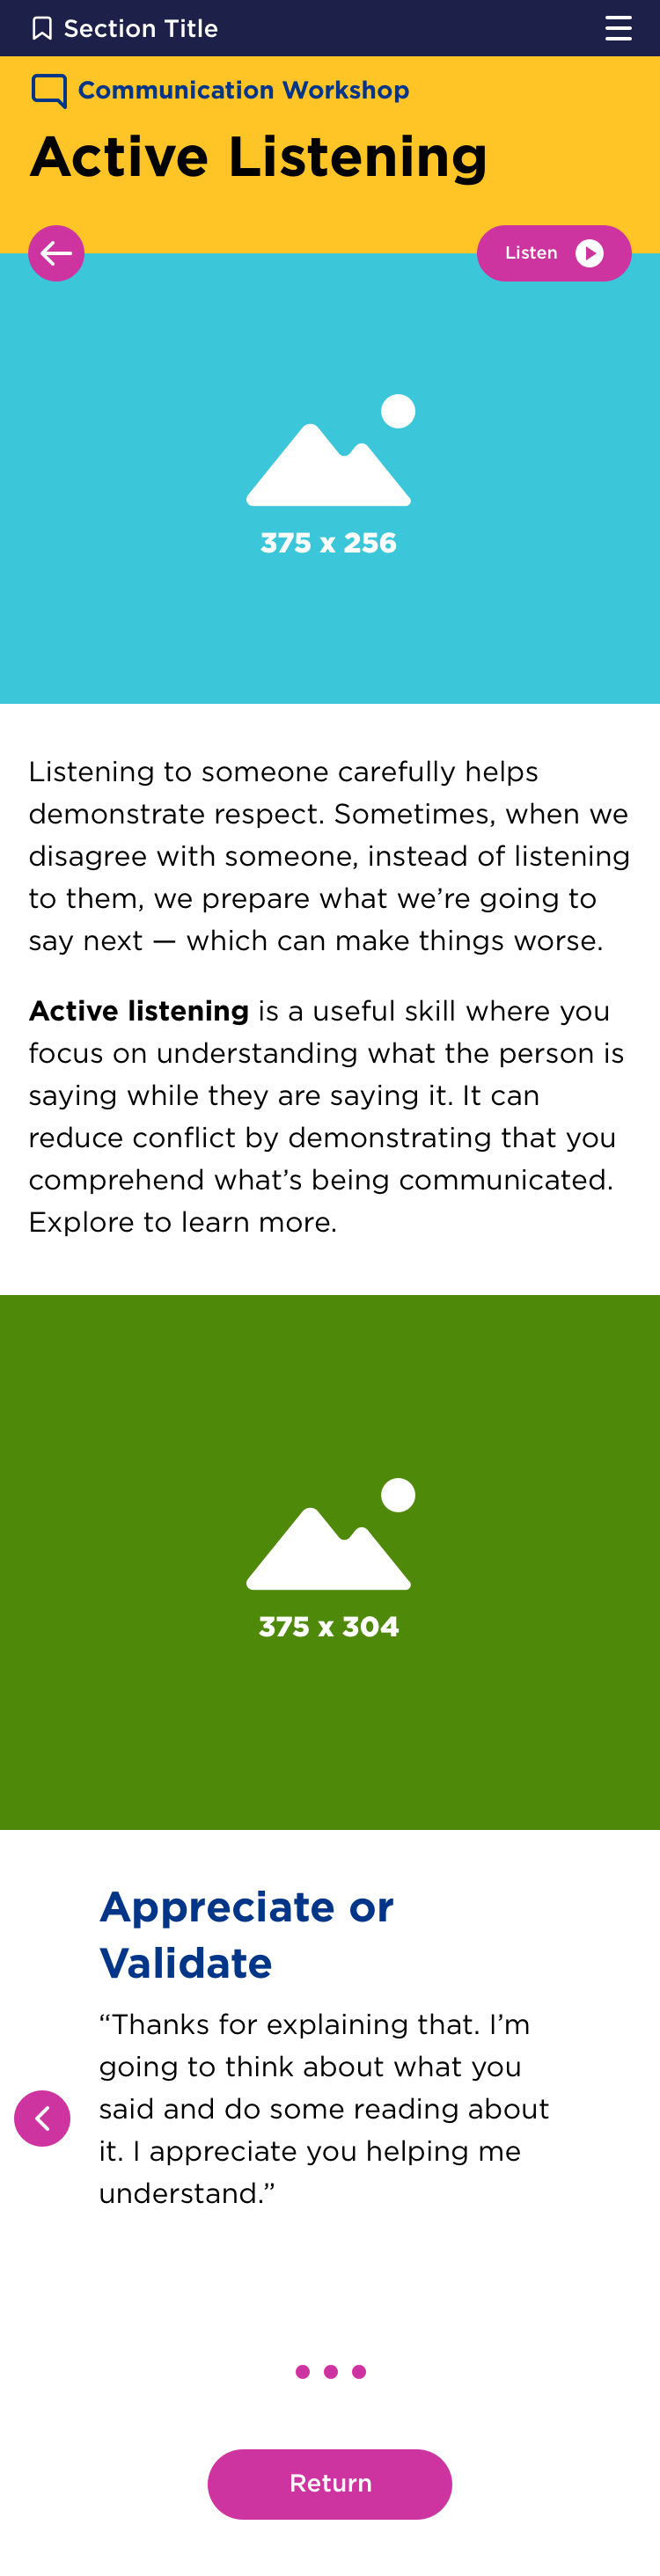 Section Title
Communication Workshop
Active Listening
Listen
375 x 256
Listening to someone carefully helps
demonstrate respect. Sometimes, when we
disagree with someone, instead of listening
to them, we prepare what we’re going to
say next — which can make things worse.
Active listening is a useful skill where you
focus on understanding what the person is
saying while they are saying it. It can
reduce conflict by demonstrating that you
comprehend what’s being communicated.
Explore to learn more.
375 x 304
Appreciate or
Validate
“Thanks for explaining that. I’m
going to think about what you
said and do some reading about
it. I appreciate you helping me
understand.”
Return